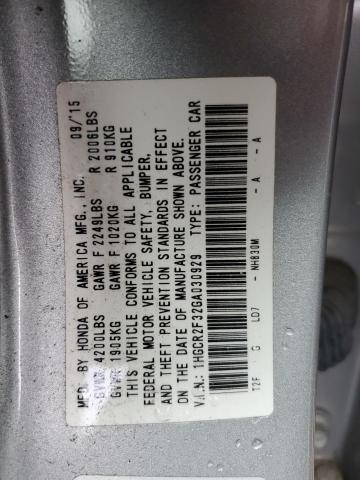 MFD. BY HONDA OF AMERICA MFG., INC. 09/15
GVWR 4200LBS GAWR F 2249LBS R 2006LBS
GVWR 1905KG GAWR F 1020KG R 910KG
THIS VEHICLE CONFORMS TO ALL APPLICABLE
FEDERAL MOTOR VEHICLE SAFETY, BUMPER,
AND THEFT PREVENTION STANDARDS IN EFFECT
ON THE DATE OF MANUFACTURE SHOWN ABOVE.
V.I.N.: 1HGCR2F32GA030929 TYPE: PASSENGER CAR
T2F G LD7 NH830M A - A